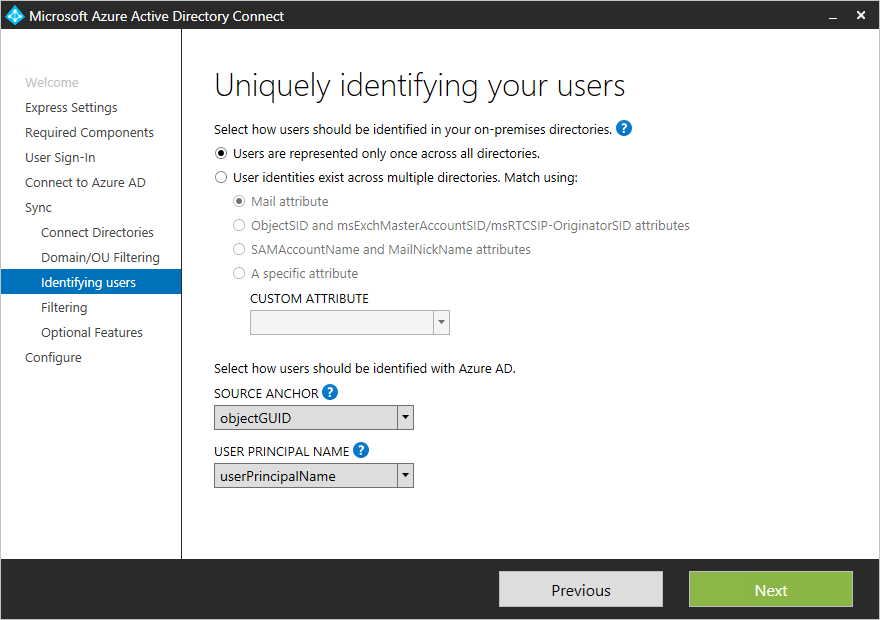 Microsoft Azure Active Directory Connect
Welcome
Express Settings
Required Components
User Sign-In
Connect to Azure AD
Sync
Connect Directories
Domain/OU Filtering
Identifying users
Filtering
Optional Features
Configure
Uniquely identifying your users
Select how users should be identified in your on-premises directories. ?
Users are represented only once across all directories.
User identities exist across multiple directories. Match using:
Mail attribute
ObjectSID and msExchMasterAccountSID/msRTCSIP-OriginatorSID attributes
SAMAccountName and MailNickName attributes
A specific attribute
CUSTOM ATTRIBUTE
Select how users should be identified with Azure AD.
SOURCE ANCHOR ?
objectGUID
USER PRINCIPAL NAME ?
userPrincipalName
Previous
Next